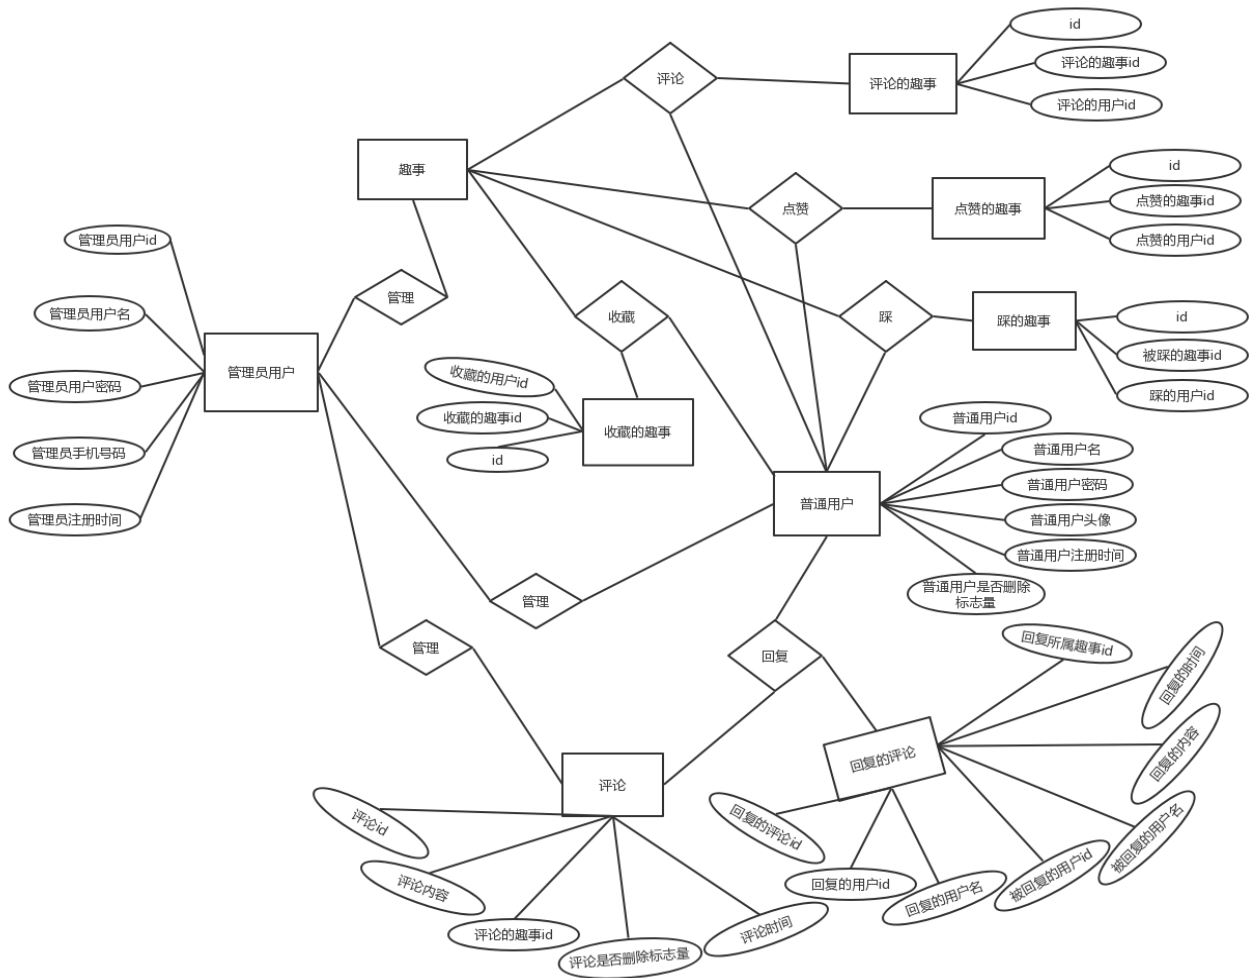 id
评论的趣事id
评论的用户id
评论
评论的趣事
趣事
点赞
点赞的趣事
id
点赞的趣事id
点赞的用户id
管理员用户id
管理员用户名
管理员用户密码
管理员手机号码
管理员注册时间
管理员用户
管理
收藏
踩
踩的趣事
id
被踩的趣事id
踩的用户id
收藏的用户id
收藏的趣事id
id
收藏的趣事
普通用户
普通用户id
普通用户名
普通用户密码
普通用户头像
普通用户注册时间
普通用户是否删除
标志量
管理
管理
回复
回复所属趣事id
回复的时间
回复的内容
被回复的用户名
被回复的用户id
回复的评论
回复的评论id
回复的用户id
回复的用户名
评论
评论id
评论内容
评论的趣事id
评论是否删除标志量
评论时间